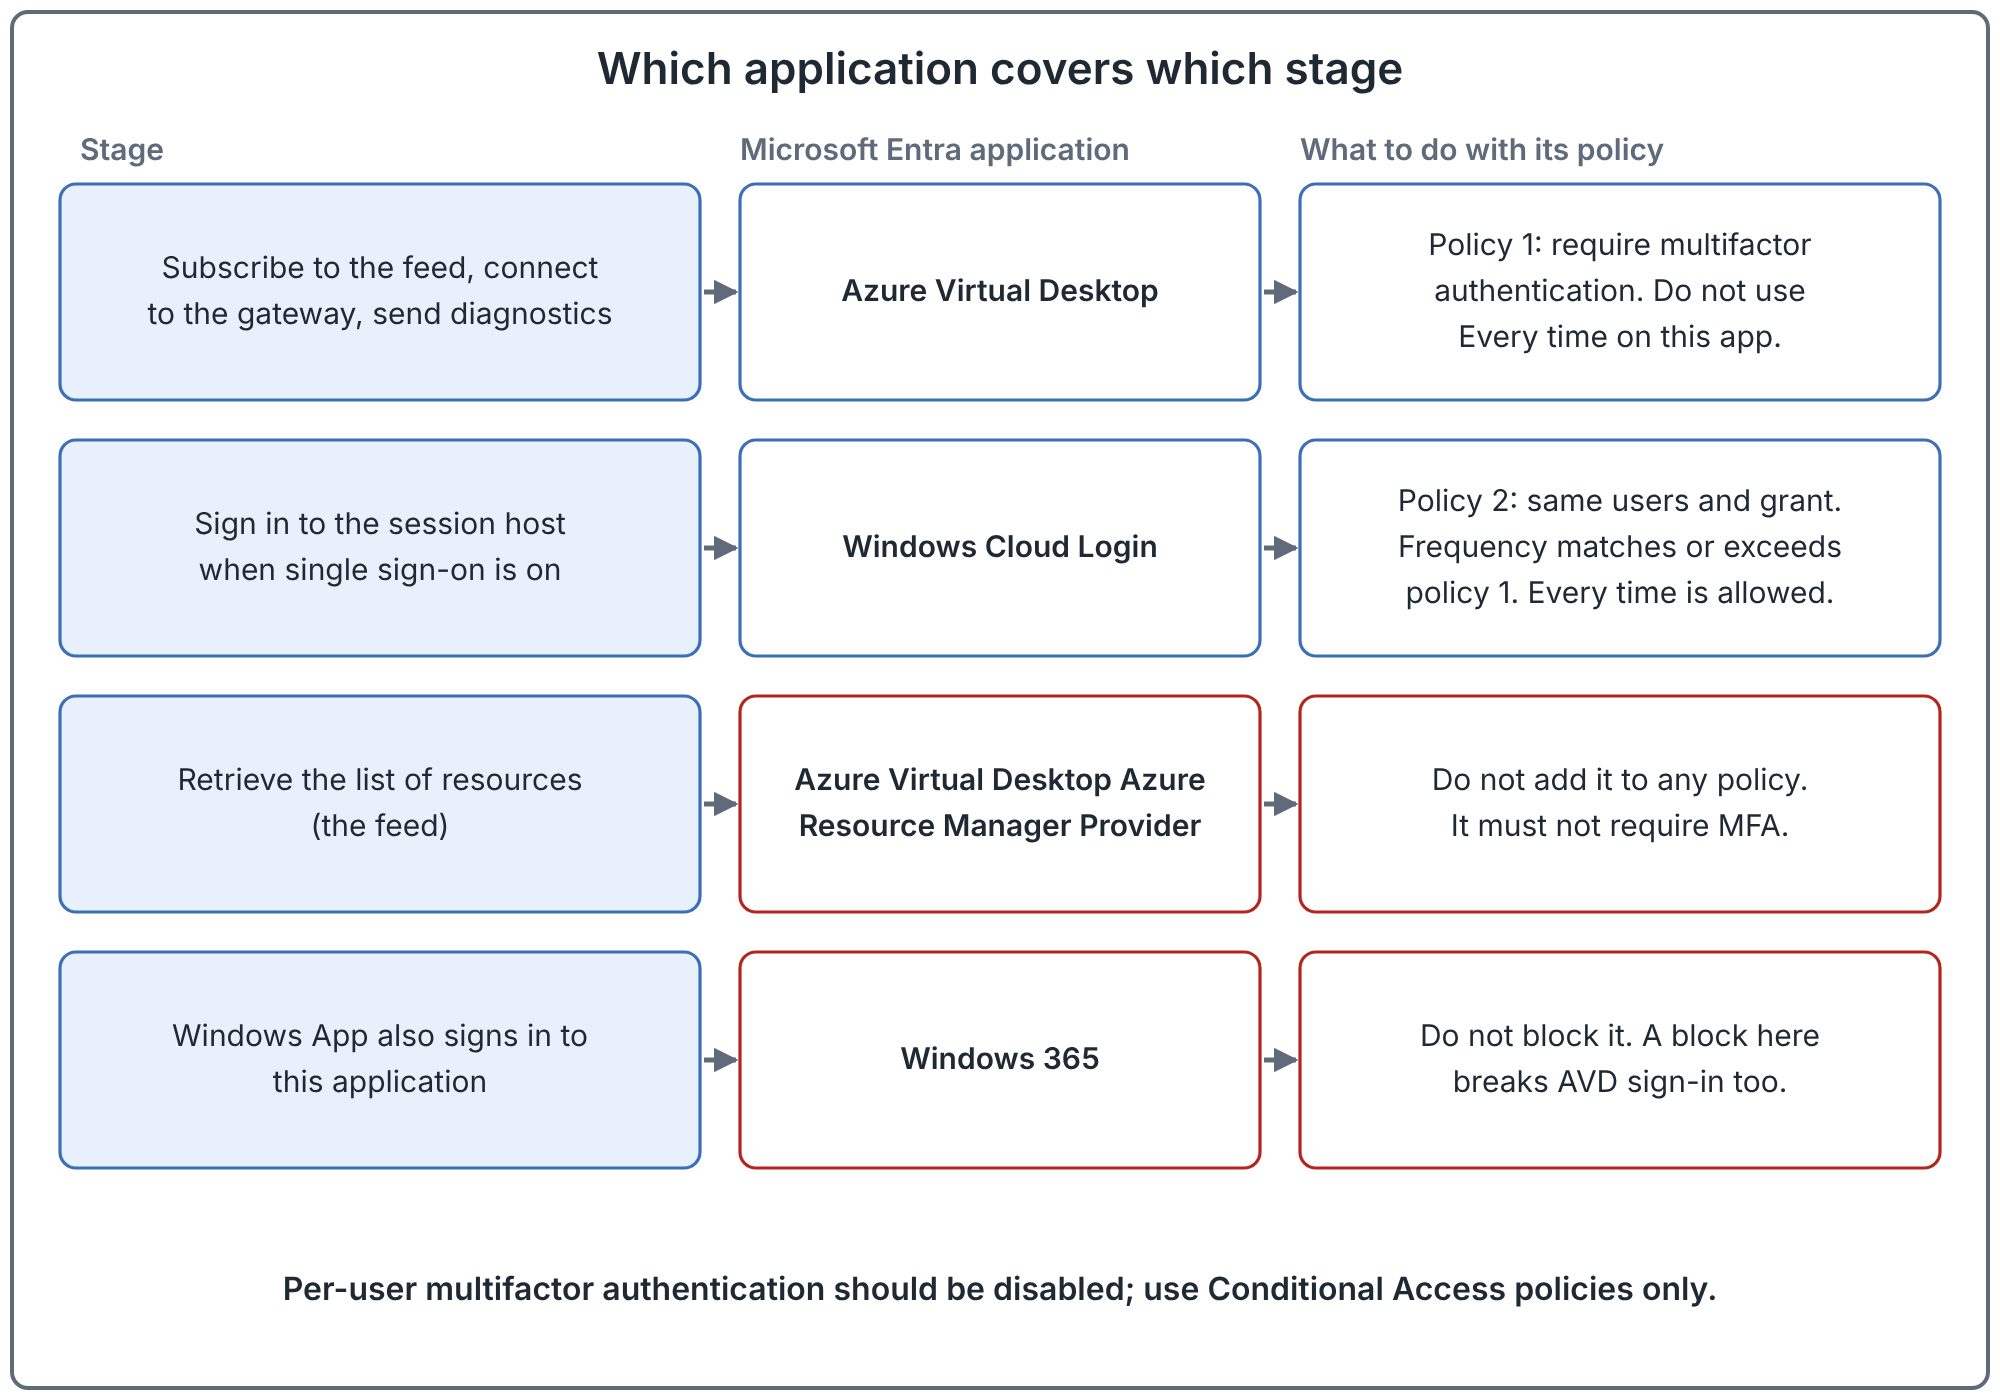 Which application covers which stage
Stage
Microsoft Entra application
What to do with its policy
Subscribe to the feed, connect
to the gateway, send diagnostics
Azure Virtual Desktop
Policy 1: require multifactor
authentication. Do not use
Every time on this app.
Sign in to the session host
when single sign-on is on
Windows Cloud Login
Policy 2: same users and grant.
Frequency matches or exceeds
policy 1. Every time is allowed.
Retrieve the list of resources
(the feed)
Azure Virtual Desktop Azure
Resource Manager Provider
Do not add it to any policy.
It must not require MFA.
Windows App also signs in to
this application
Windows 365
Do not block it. A block here
breaks AVD sign-in too.
Per-user multifactor authentication should be disabled; use Conditional Access policies only.